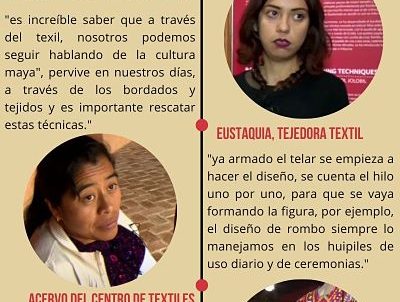 "es increíble saber que a través
del texil, nosotros podemos
seguir hablando de la cultura
maya", pervive en nuestros días,
a través de los bordados y
tejidos y es importante rescatar
estas técnicas."
TECHNIQUES
JOLOBIL
EUSTAQUIA, TEJEDORA TEXTIL
"ya armado el telar se empieza a
hacer el diseño, se cuenta el hilo
uno por uno, para que se vaya
formando la figura, por ejemplo,
el diseño de rombo siempre lo
manejamos en los huipiles de
uso diario y de ceremonias."
ACERVO DEL CENTRO DE TEXTILES